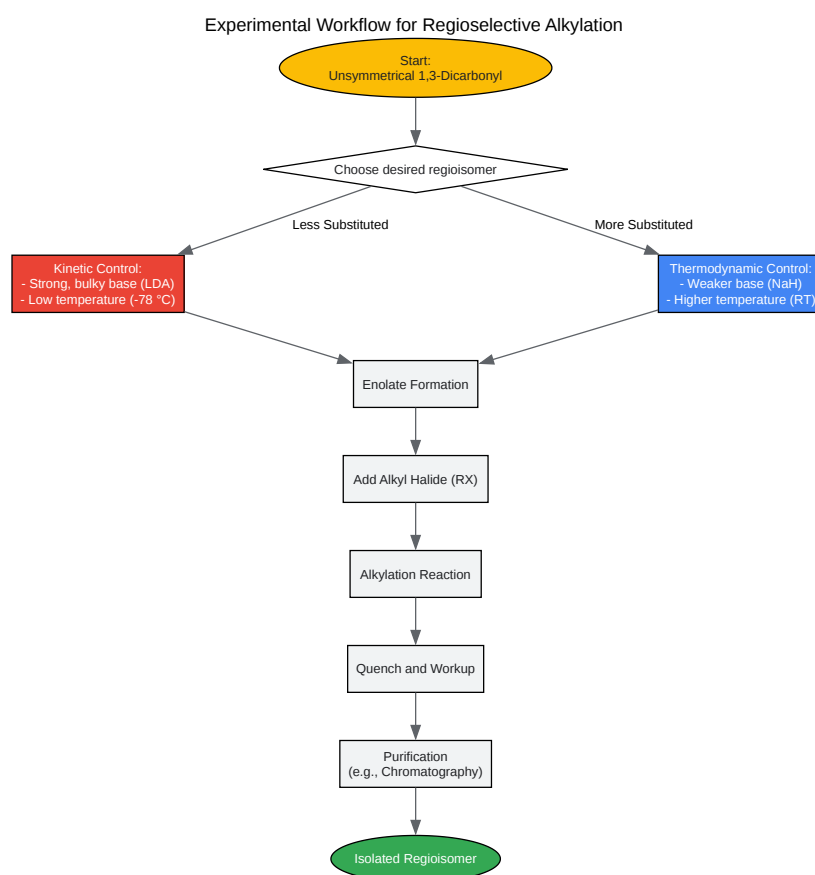 Experimental Workflow for Regioselective Alkylation
Start:
Unsymmetrical 1,3-Dicarbonyl
Choose desired regioisomer
Less Substituted
More Substituted
Kinetic Control:
- Strong, bulky base (LDA)
- Low temperature (-78 °C)
Thermodynamic Control:
- Weaker base (NaH)
- Higher temperature (RT)
Enolate Formation
Add Alkyl Halide (RX)
Alkylation Reaction
Quench and Workup
Purification
(e.g., Chromatography)
Isolated Regioisomer